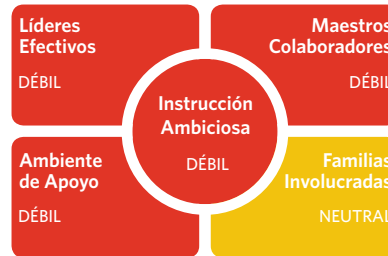 Líderes
Efectivos
DÉBIL
Maestros
Colaboradores
DÉBIL
Instrucción
Ambiciosa
DÉBIL
Ambiente
de Apoyo
DÉBIL
Familias
Involucradas
NEUTRAL